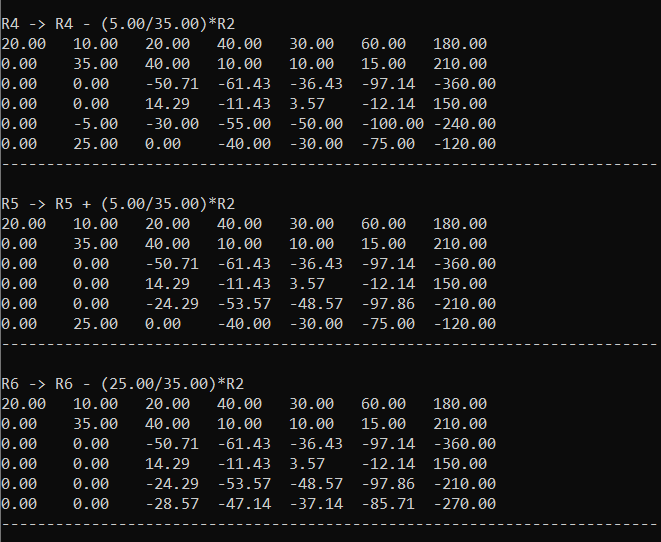 R4 -> R4 - (5.00/35.00)*R2
20.00   10.00   20.00   40.00   30.00   60.00   180.00
0.00    35.00   40.00   10.00   10.00   15.00   210.00
0.00    0.00    -50.71  -61.43  -36.43  -97.14  -360.00
0.00    0.00    14.29   -11.43  3.57    -12.14  150.00
0.00    -5.00   -30.00  -55.00  -50.00  -100.00 -240.00
0.00    25.00   0.00    -40.00  -30.00  -75.00  -120.00
-------------------------------------------------------------------------
R5 -> R5 + (5.00/35.00)*R2
20.00   10.00   20.00   40.00   30.00   60.00   180.00
0.00    35.00   40.00   10.00   10.00   15.00   210.00
0.00    0.00    -50.71  -61.43  -36.43  -97.14  -360.00
0.00    0.00    14.29   -11.43  3.57    -12.14  150.00
0.00    0.00    -24.29  -53.57  -48.57  -97.86  -210.00
0.00    25.00   0.00    -40.00  -30.00  -75.00  -120.00
-------------------------------------------------------------------------
R6 -> R6 - (25.00/35.00)*R2
20.00   10.00   20.00   40.00   30.00   60.00   180.00
0.00    35.00   40.00   10.00   10.00   15.00   210.00
0.00    0.00    -50.71  -61.43  -36.43  -97.14  -360.00
0.00    0.00    14.29   -11.43  3.57    -12.14  150.00
0.00    0.00    -24.29  -53.57  -48.57  -97.86  -210.00
0.00    0.00    -28.57  -47.14  -37.14  -85.71  -270.00
-------------------------------------------------------------------------